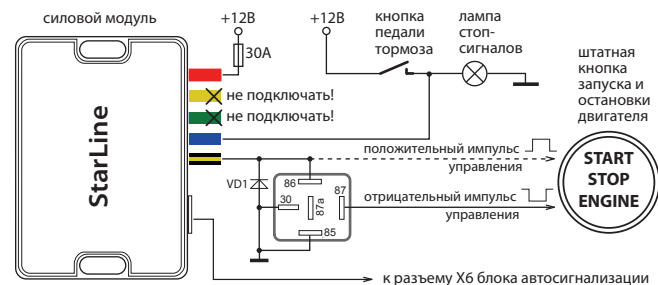 силовой модуль
+12В
+12В
кнопка
педали
тормоза
лампа
стоп-
сигналов
30А
не подключать!
не подключать!
штатная
кнопка
запуска и
остановки
двигателя
StarLine
положительный импульс
управления
START
STOP
ENGINE
VD1
86
87
30
87a
85
отрицательный импульс
управления
к разъему Х6 блока автосигнализации